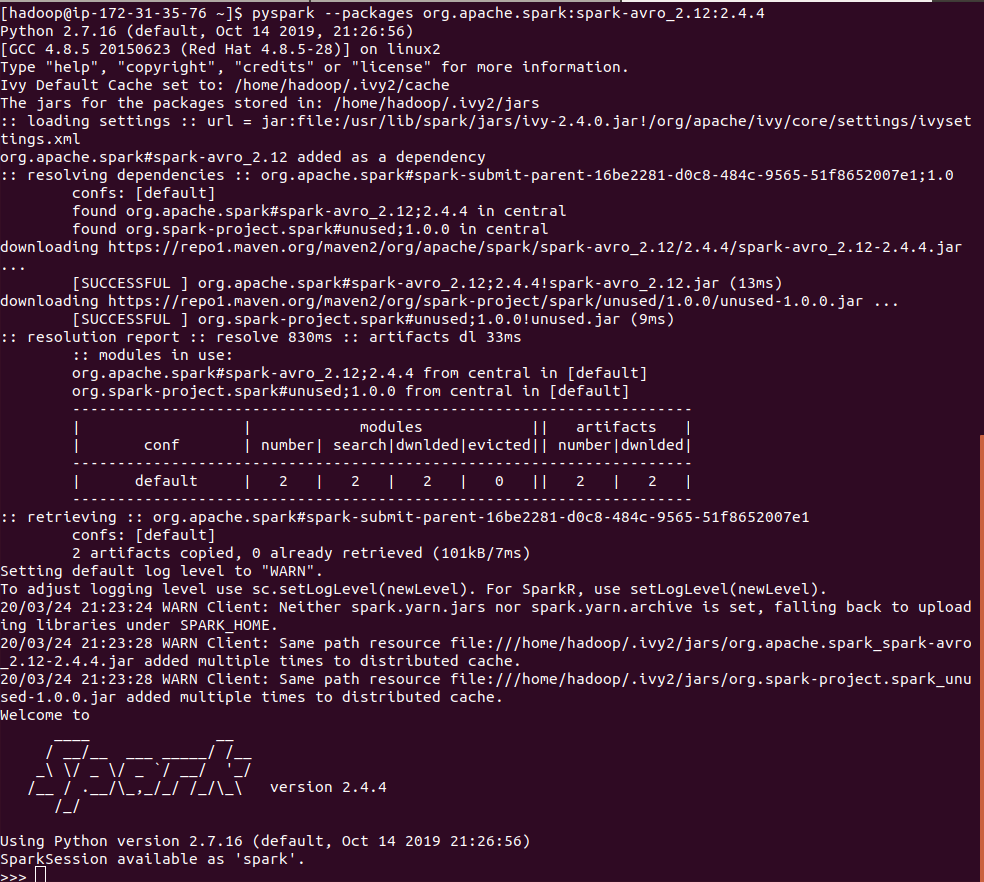 [hadoop@ip-172-31-35-76 ~]$ pyspark --packages org.apache.spark:spark-avro_2.12:2.4.4
Python 2.7.16 (default, Oct 14 2019, 21:26:56)
[GCC 4.8.5 20150623 (Red Hat 4.8.5-28)] on linux2
Type "help", "copyright", "credits" or "license" for more information.
Ivy Default Cache set to: /home/hadoop/.ivy2/cache
The jars for the packages stored in: /home/hadoop/.ivy2/jars
:: loading settings :: url = jar:file:/usr/lib/spark/jars/ivy-2.4.0.jar!/org/apache/ivy/core/settings/ivyset
tings.xml
org.apache.spark#spark-avro_2.12 added as a dependency
:: resolving dependencies :: org.apache.spark#spark-submit-parent-16be2281-d0c8-484c-9565-51f8652007e1;1.0
        confs: [default]
        found org.apache.spark#spark-avro_2.12;2.4.4 in central
        found org.spark-project.spark#unused;1.0.0 in central
downloading https://repo1.maven.org/maven2/org/apache/spark/spark-avro_2.12/2.4.4/spark-avro_2.12-2.4.4.jar
...
        [SUCCESSFUL ] org.apache.spark#spark-avro_2.12;2.4.4!spark-avro_2.12.jar (13ms)
downloading https://repo1.maven.org/maven2/org/spark-project/spark/unused/1.0.0/unused-1.0.0.jar ...
        [SUCCESSFUL ] org.spark-project.spark#unused;1.0.0!unused.jar (9ms)
:: resolution report :: resolve 830ms :: artifacts dl 33ms
        :: modules in use:
        org.apache.spark#spark-avro_2.12;2.4.4 from central in [default]
        org.spark-project.spark#unused;1.0.0 from central in [default]
        ---------------------------------------------------------------------
        |                  |            modules            ||   artifacts   |
        |       conf       | number| search|dwnlded|evicted|| number|dwnlded|
        ---------------------------------------------------------------------
        |      default     |   2   |   2   |   2   |   0   ||   2   |   2   |
        ---------------------------------------------------------------------
:: retrieving :: org.apache.spark#spark-submit-parent-16be2281-d0c8-484c-9565-51f8652007e1
        confs: [default]
        2 artifacts copied, 0 already retrieved (101kB/7ms)
Setting default log level to "WARN".
To adjust logging level use sc.setLogLevel(newLevel). For SparkR, use setLogLevel(newLevel).
20/03/24 21:23:24 WARN Client: Neither spark.yarn.jars nor spark.yarn.archive is set, falling back to upload
ing libraries under SPARK_HOME.
20/03/24 21:23:28 WARN Client: Same path resource file:///home/hadoop/.ivy2/jars/org.apache.spark_spark-avro
_2.12-2.4.4.jar added multiple times to distributed cache.
20/03/24 21:23:28 WARN Client: Same path resource file:///home/hadoop/.ivy2/jars/org.spark-project.spark_unu
sed-1.0.0.jar added multiple times to distributed cache.
Welcome to
      ____              __
     / __/__  ___ _____/ /__
    _\ \/ _ \/ _ `/ __/  '_/
   /__ / .__/\_,_/_/ /_/\_\   version 2.4.4
      /_/

Using Python version 2.7.16 (default, Oct 14 2019 21:26:56)
SparkSession available as 'spark'.
>>>